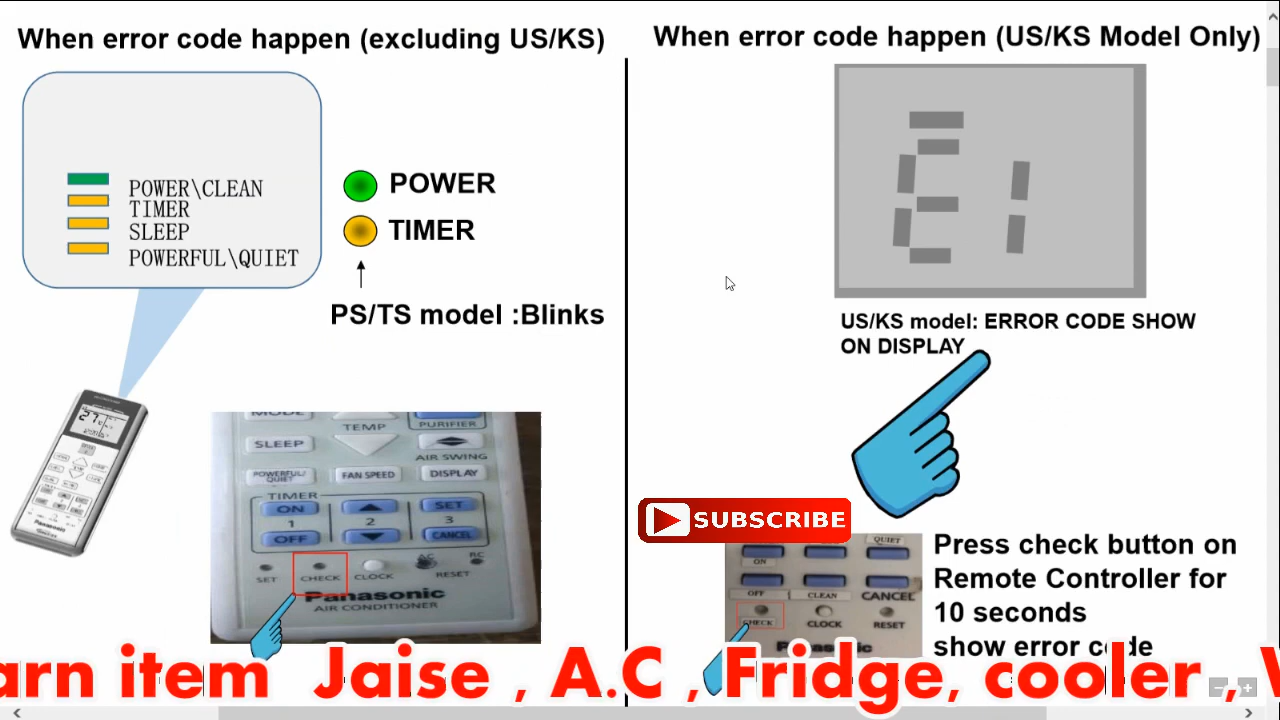 When error code happen (excluding US/KS)
POWER\CLEAN
TIMER
SLEEP
POWERFUL\QUIET
POWER
TIMER
PS/TS model :Blinks
27
Panasonic
MODE
TEMP
PURIFIER
SLEEP
AIR SWING
POWERFUL/
QUIET
FAN SPEED
DISPLAY
TIMER
ON
SET
1
2
3
OFF
CANCEL
SET
CHECK
CLOCK
AC
RC
RESET
Panasonic
AIR CONDITIONER
When error code happen (US/KS Model Only)
E1
US/KS model: ERROR CODE SHOW
ON DISPLAY
SUBSCRIBE
QUIET
ON
OFF
CLEAN
CANCEL
CHECK
CLOCK
RESET
Press check button on
Remote Controller for
10 seconds
show error code
arn item Jaise , A.C , Fridge, cooler ,